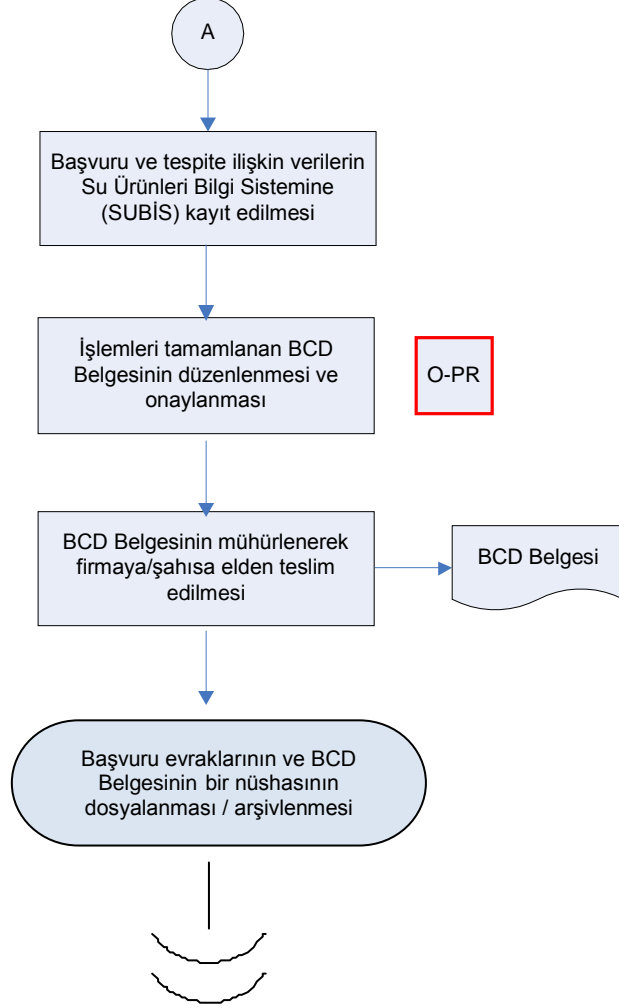 A
Başvuru ve tespite ilişkin verilerin
Su Ürünleri Bilgi Sistemine
(SUBİS) kayıt edilmesi
İşlemleri tamamlanan BCD
Belgesinin düzenlenmesi ve
onaylanması
O-PR
BCD Belgesinin mühürlenerek
firmaya/şahısa elden teslim
edilmesi
BCD Belgesi
Başvuru evraklarının ve BCD
Belgesinin bir nüshasının
dosyalanması / arşivlenmesi